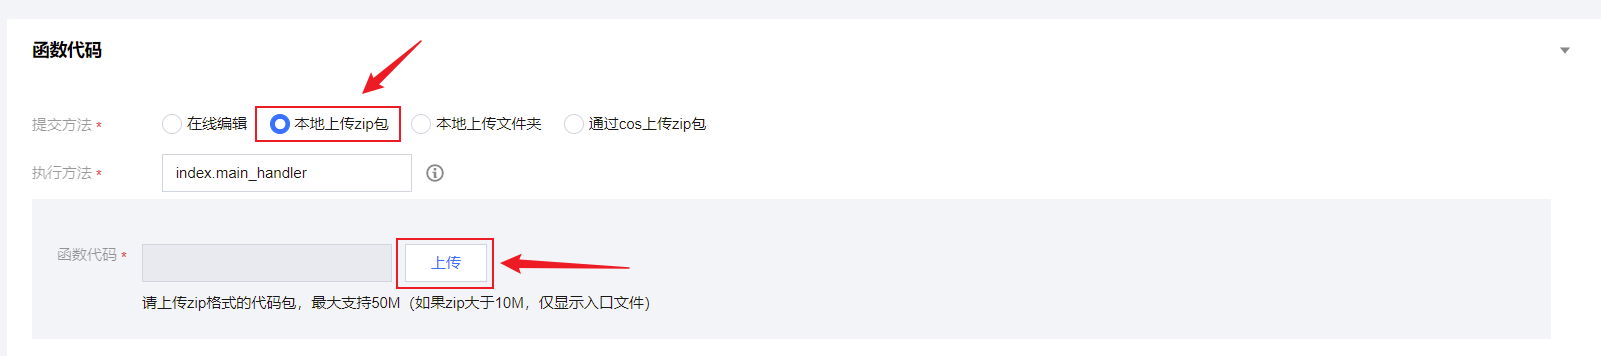 函数代码
提交方法 * 在线编辑 本地上传zip包 本地上传文件夹 通过cos上传zip包
执行方法 * index.main_handler
函数代码 * 上传
请上传zip格式的代码包，最大支持50M（如果zip大于10M，仅显示入口文件）